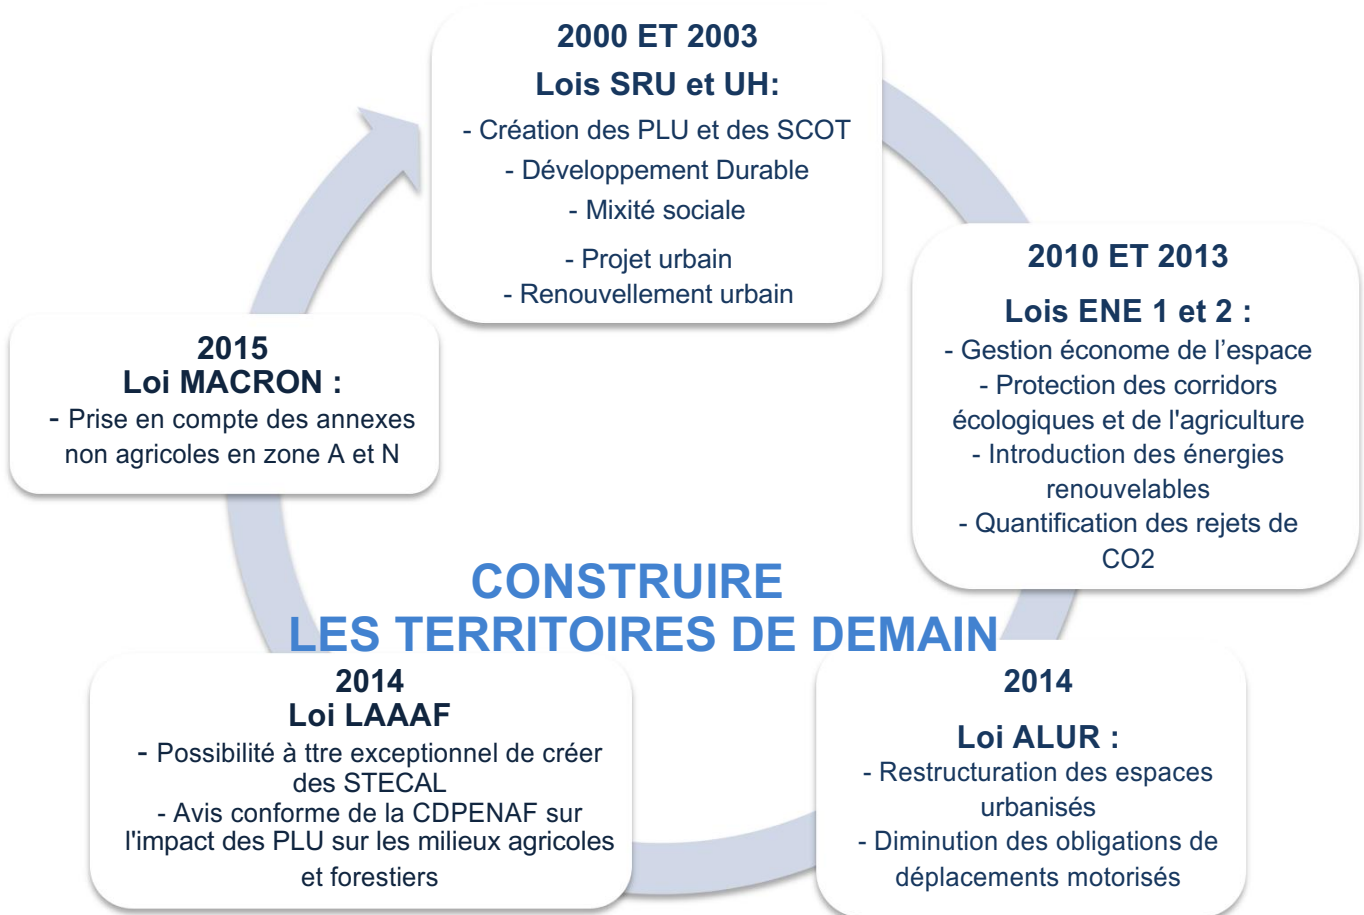 2000 ET 2003
Lois SRU et UH:
- Création des PLU et des SCOT
- Développement Durable
- Mixité sociale
- Projet urbain
- Renouvellement urbain
2010 ET 2013
Lois ENE 1 et 2 :
- Gestion économe de l’espace
- Protection des corridors
écologiques et de l'agriculture
- Introduction des énergies
renouvelables
- Quantification des rejets de
CO2
2014
Loi ALUR :
- Restructuration des espaces
urbanisés
- Diminution des obligations de
déplacements motorisés
2014
Loi LAAAF
- Possibilité à ttre exceptionnel de créer
des STECAL
- Avis conforme de la CDPENAF sur
l'impact des PLU sur les milieux agricoles
et forestiers
2015
Loi MACRON :
- Prise en compte des annexes
non agricoles en zone A et N
CONSTRUIRE
LES TERRITOIRES DE DEMAIN